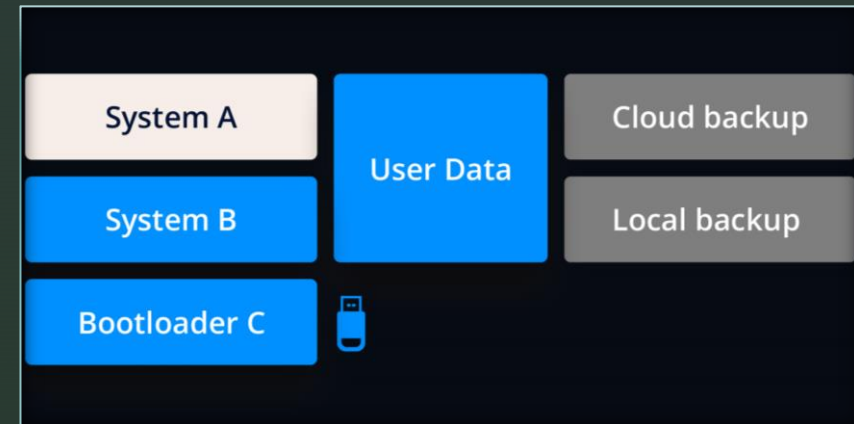 System A
System B
Bootloader C
User Data
Cloud backup
Local backup